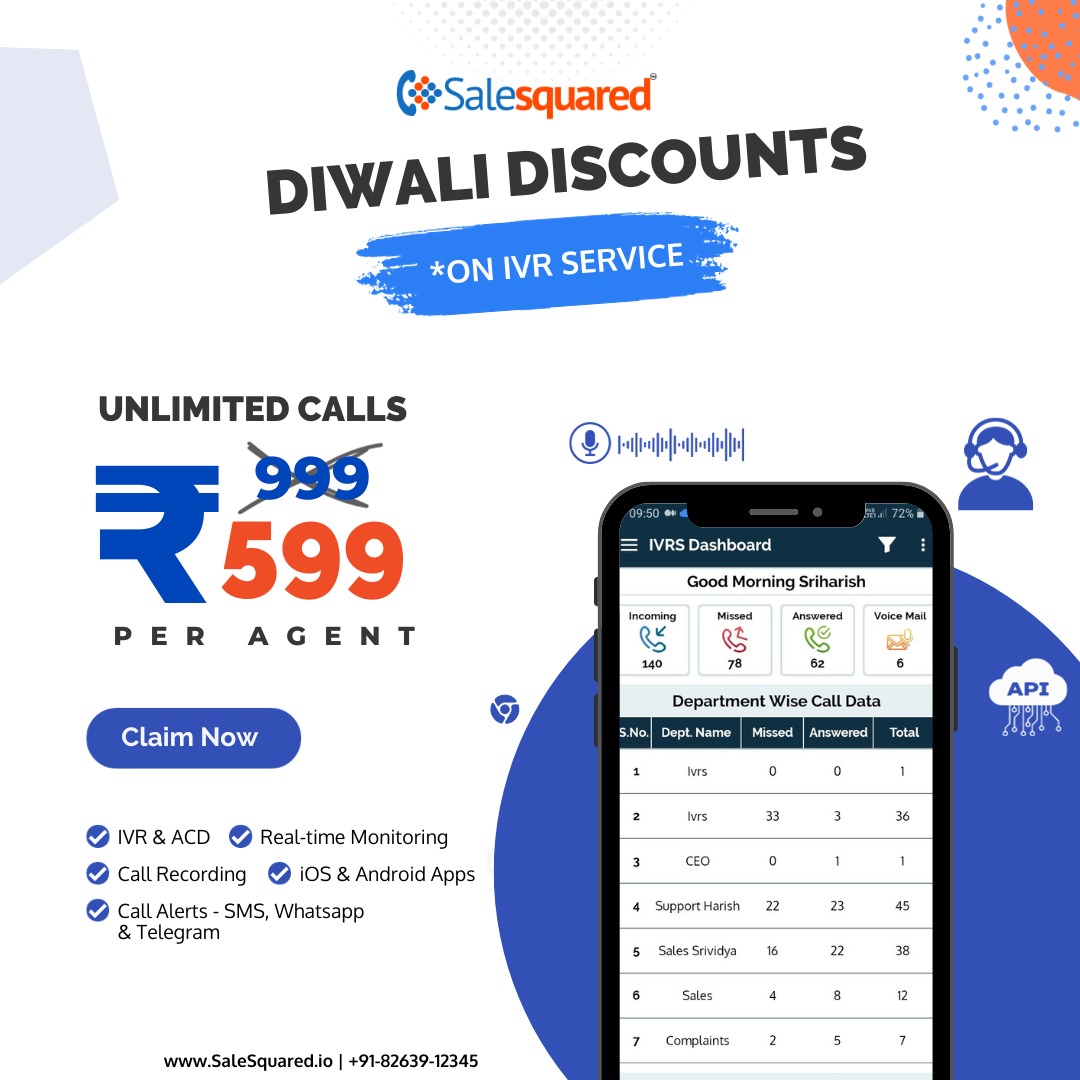 Salesquared
DIWALI DISCOUNTS
*ON IVR SERVICE
UNLIMITED CALLS
₹ 999
599
PER AGENT
Claim Now
IVR & ACD Real-time Monitoring
Call Recording iOS & Android Apps
Call Alerts - SMS, Whatsapp
& Telegram
www.SaleSquared.io | +91-82639-12345
09:50 72%
IVRS Dashboard
Good Morning Sriharish
Incoming Missed Answered Voice Mail
140 78 62 6
Department Wise Call Data
S.No. Dept. Name Missed Answered Total
1 Ivrs 0 0 1
2 Ivrs 33 3 36
3 CEO 0 1 1
4 Support Harish 22 23 45
5 Sales Srividya 16 22 38
6 Sales 4 8 12
7 Complaints 2 5 7
API